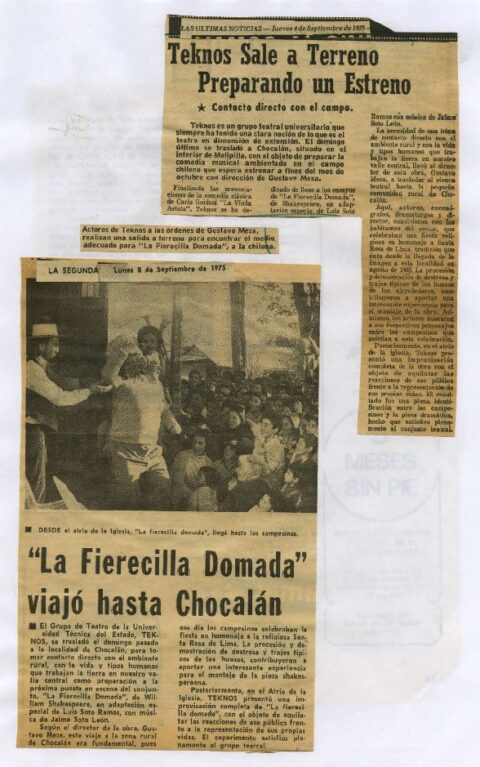 LAS ULTIMAS NOTICIAS — Jueves 4 de Septiembre de 1975
Teknos Sale a Terreno
Preparando un Estreno
★ Contacto directo con el campo.
Teknos es un grupo teatral universitario que
siempre ha tenido una clara noción de lo que es el
teatro en dimensión de extensión. El domingo
último se trasladó a Chocalán, situado en el
interior de Melipilla, con el objeto de preparar la
comedia musical ambientada en el campo
chileno que espera estrenar a fines del mes de
octubre con dirección de Gustavo Meza.
Finalizada las presentacio-
nes de la comedia clásica
de Carlo Goldoni "La Viuda
Astuta", Teknos se ha de-
dicado de lleno a los ensayos
de "La Fierecilla Domada",
de Shakespeare, en adap-
tación especial de Luis Soto
Ramos con música de Jaime
Soto León.
La necesidad de una toma
de contacto directa con el
ambiente rural y con la vida
y tipos humanos que tra-
bajan la tierra en nuestro
valle central, llevó al direc-
tor de esta obra, Gustavo
Meza, a trasladar al elenco
teatral hasta la pequeña
comunidad rural de Cho-
calán.
Aquí, actores, escenó-
grafos, dramaturgo y di-
rector, convivieron con los
habitantes del sector, que
celebraban una fiesta reli-
giosa en homenaje a Santa
Rosa de Lima, tradición que
data desde la llegada de la
imagen a esta localidad en
agosto de La procesión
y demostración de destreza y
trajes típicos de los huasos
de los alrededores, con-
tribuyeron a aportar una
interesante experiencia para
el montaje de la obra. Asi-
mismo, los actores buscaron
a sus respectivos personajes
entre los campesinos que
asistían a esta celebración.
Posteriormente, en el atrio
de la Iglesia, Teknos presen-
tó una improvisación
completa de la obra con el
objeto de aquilatar las
reacciones de ese público
frente a la representación de
sus propias vidas. El resul-
tado fue una plena identi-
ficación entre los campe-
sinos y la pieza dramática,
hecho que satisfizo plena-
mente al conjunto teatral.
Actores de Teknos a las órdenes de Gustavo Meza,
realizan una salida a terreno para encontrar el medio
adecuado para "La Fierecilla Domada", a la chilena.
LA SEGUNDA Lunes 8 de Septiembre de 1975
■ DESDE el atrio de la Iglesia, "La Fierecilla domada", llegó hasta los campesinos.
"La Fierecilla Domada"
viajó hasta Chocalán
■ El Grupo de Teatro de la Univer-
sidad Técnica del Estado, TEK-
NOS, se trasladó el domingo pasado
a la localidad de Chocalán, para to-
mar contacto directo con el ambiente
rural, con la vida y tipos humanos
que trabajan la tierra en nuestro va-
lle central como preparación a la
próxima puesta en escena del conjun-
to, "La Fierecilla Domada", de Wi-
lliam Shakespeare, en adaptación es-
pecial de Luis Soto Ramos, con músi-
ca de Jaime Soto León.
Según el director de la obra, Gus-
tavo Meza, este viaje a la zona rural
de Chocalán era fundamental, pues
ese día los campesinos celebraban la
fiesta en homenaje a la religiosa San-
ta Rosa de Lima. La procesión y de-
mostración de destreza y trajes típi-
cos de los huasos, contribuyeron a
aportar una interesante experiencia
para el montaje de la pieza shakes-
pereana.
Posteriormente, en el Atrio de la
Iglesia, TEKNOS presentó una im-
provisación completa de "La Fiereci-
lla domada", con el objeto de aquila-
tar las reacciones de ese público frente
a la representación de sus propias
vidas. El experimento satisfizo ple-
namente al grupo teatral.
MESES
SIN PIE